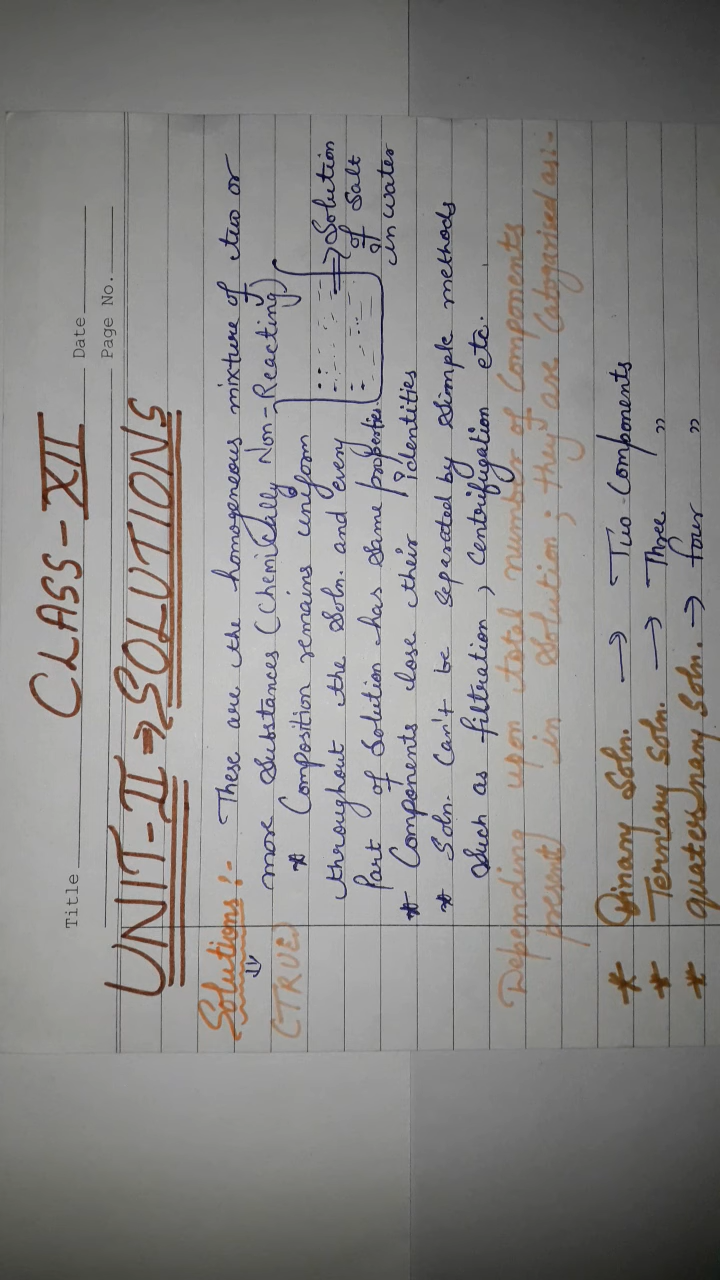 Title CLASS-XII Date
Page No.
UNIT-II⇒SOLUTIONS
Solutions:- These are the homogeneous mixture of two or
(TRUE) more substances (Chemically Non-Reacting)
* Composition remains uniform
throughout the Soln. and every
Part of Solution has same properties.
⇒ Solution
of Salt
in water
* Components lose their identities
* Soln. Can't be separated by simple methods
Such as filteration, Centrifugation etc.
Depending upon total number of Components
present in Solution; they are Catogarised as:-
* Binary Soln. → Two-Components
* Ternary Soln. → Three ”
* quaternary Soln. → four ”